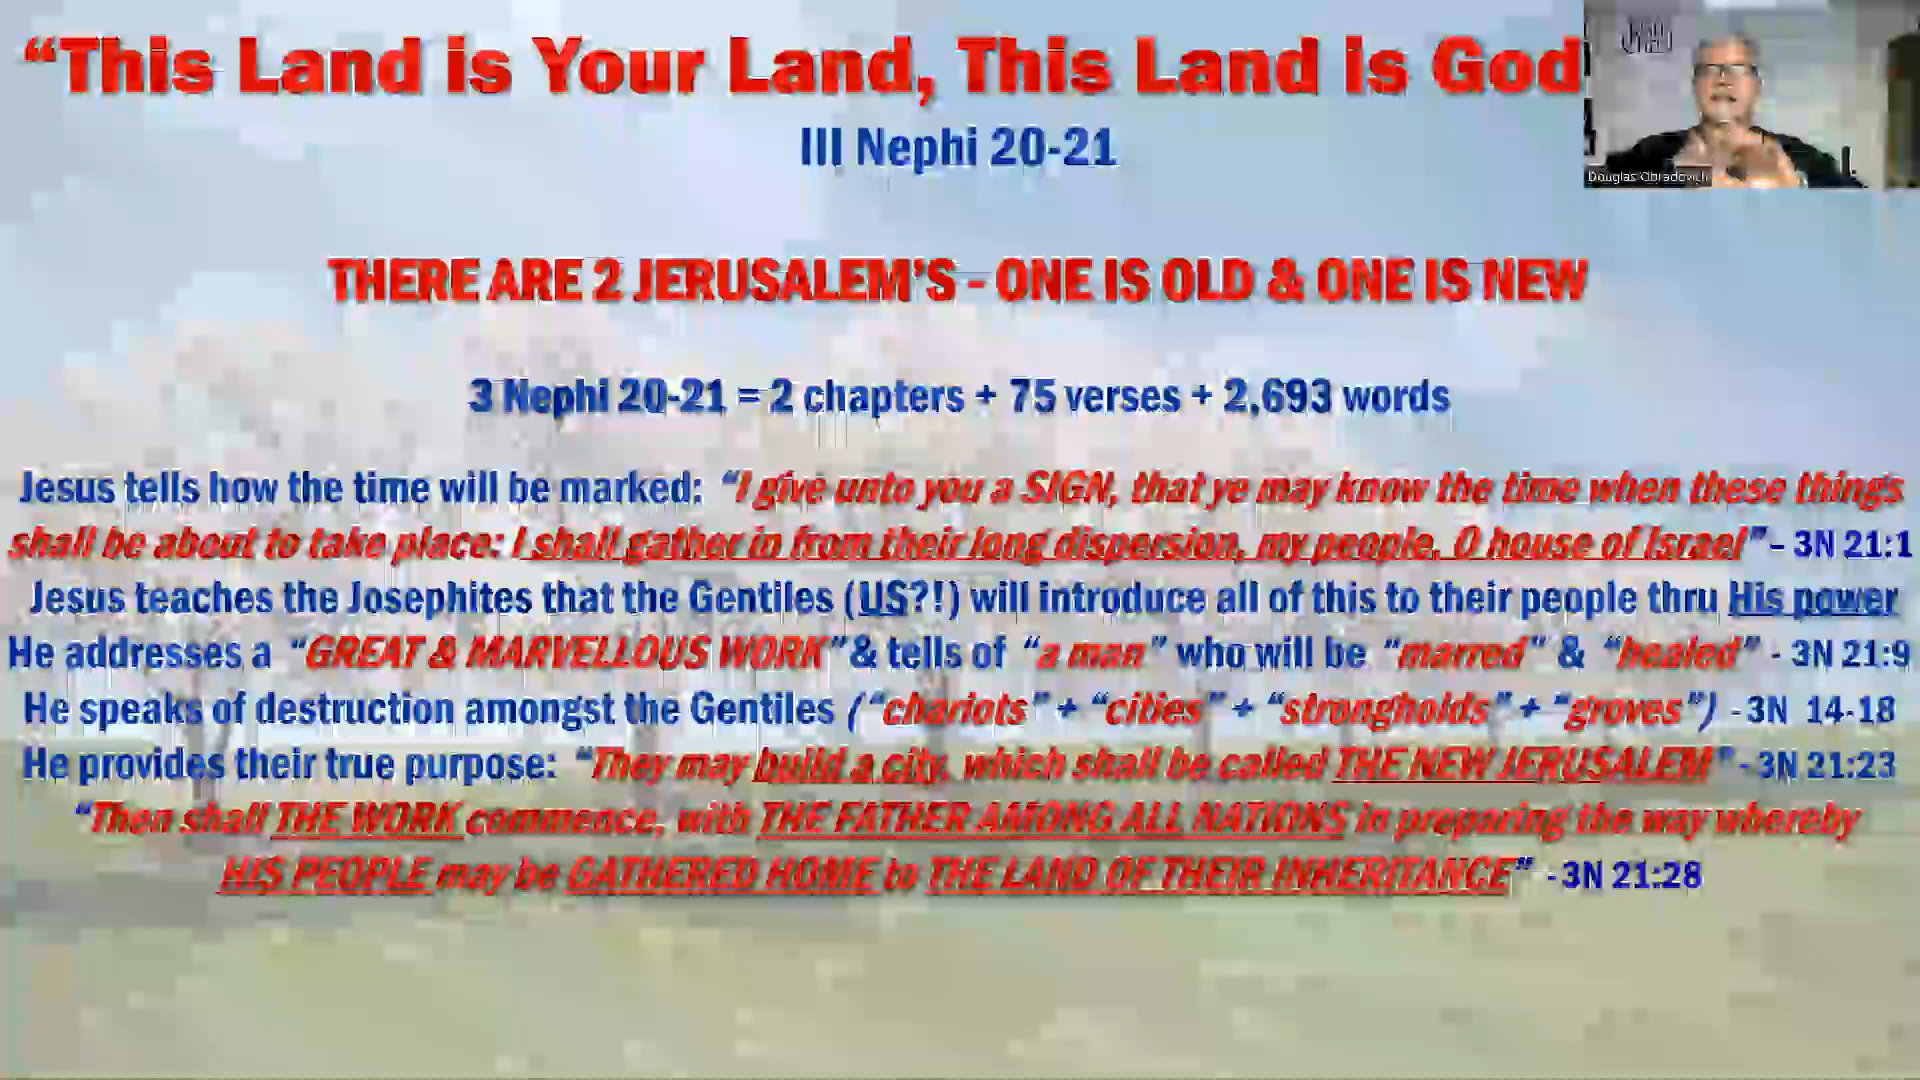 “This Land is Your Land, This Land is God
III Nephi 20-21
Douglas Obradovich
THERE ARE 2 JERUSALEM’S - ONE IS OLD & ONE IS NEW
3 Nephi 20-21 = 2 chapters + 75 verses + 2,693 words
Jesus tells how the time will be marked: “I give unto you a SIGN, that ye may know the time when these things
shall be about to take place: I shall gather in from their long dispersion, my people, O house of Israel” - 3N 21:1
Jesus teaches the Josephites that the Gentiles (US?!) will introduce all of this to their people thru His power
He addresses a “GREAT & MARVELLOUS WORK” & tells of “a man” who will be “marred” & “healed” - 3N 21:9
He speaks of destruction amongst the Gentiles (“chariots” + “cities” + “strongholds” + “groves”) - 3N 14-18
He provides their true purpose: “They may build a city, which shall be called THE NEW JERUSALEM” - 3N 21:23
“Then shall THE WORK commence, with THE FATHER AMONG ALL NATIONS in preparing the way whereby
HIS PEOPLE may be GATHERED HOME to THE LAND OF THEIR INHERITANCE” - 3N 21:28